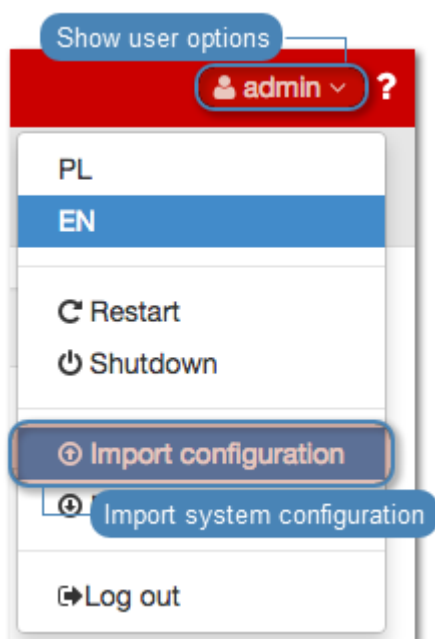 Show user options
admin ?
PL
EN
Restart
Shutdown
Import configuration
Import system configuration
Log out